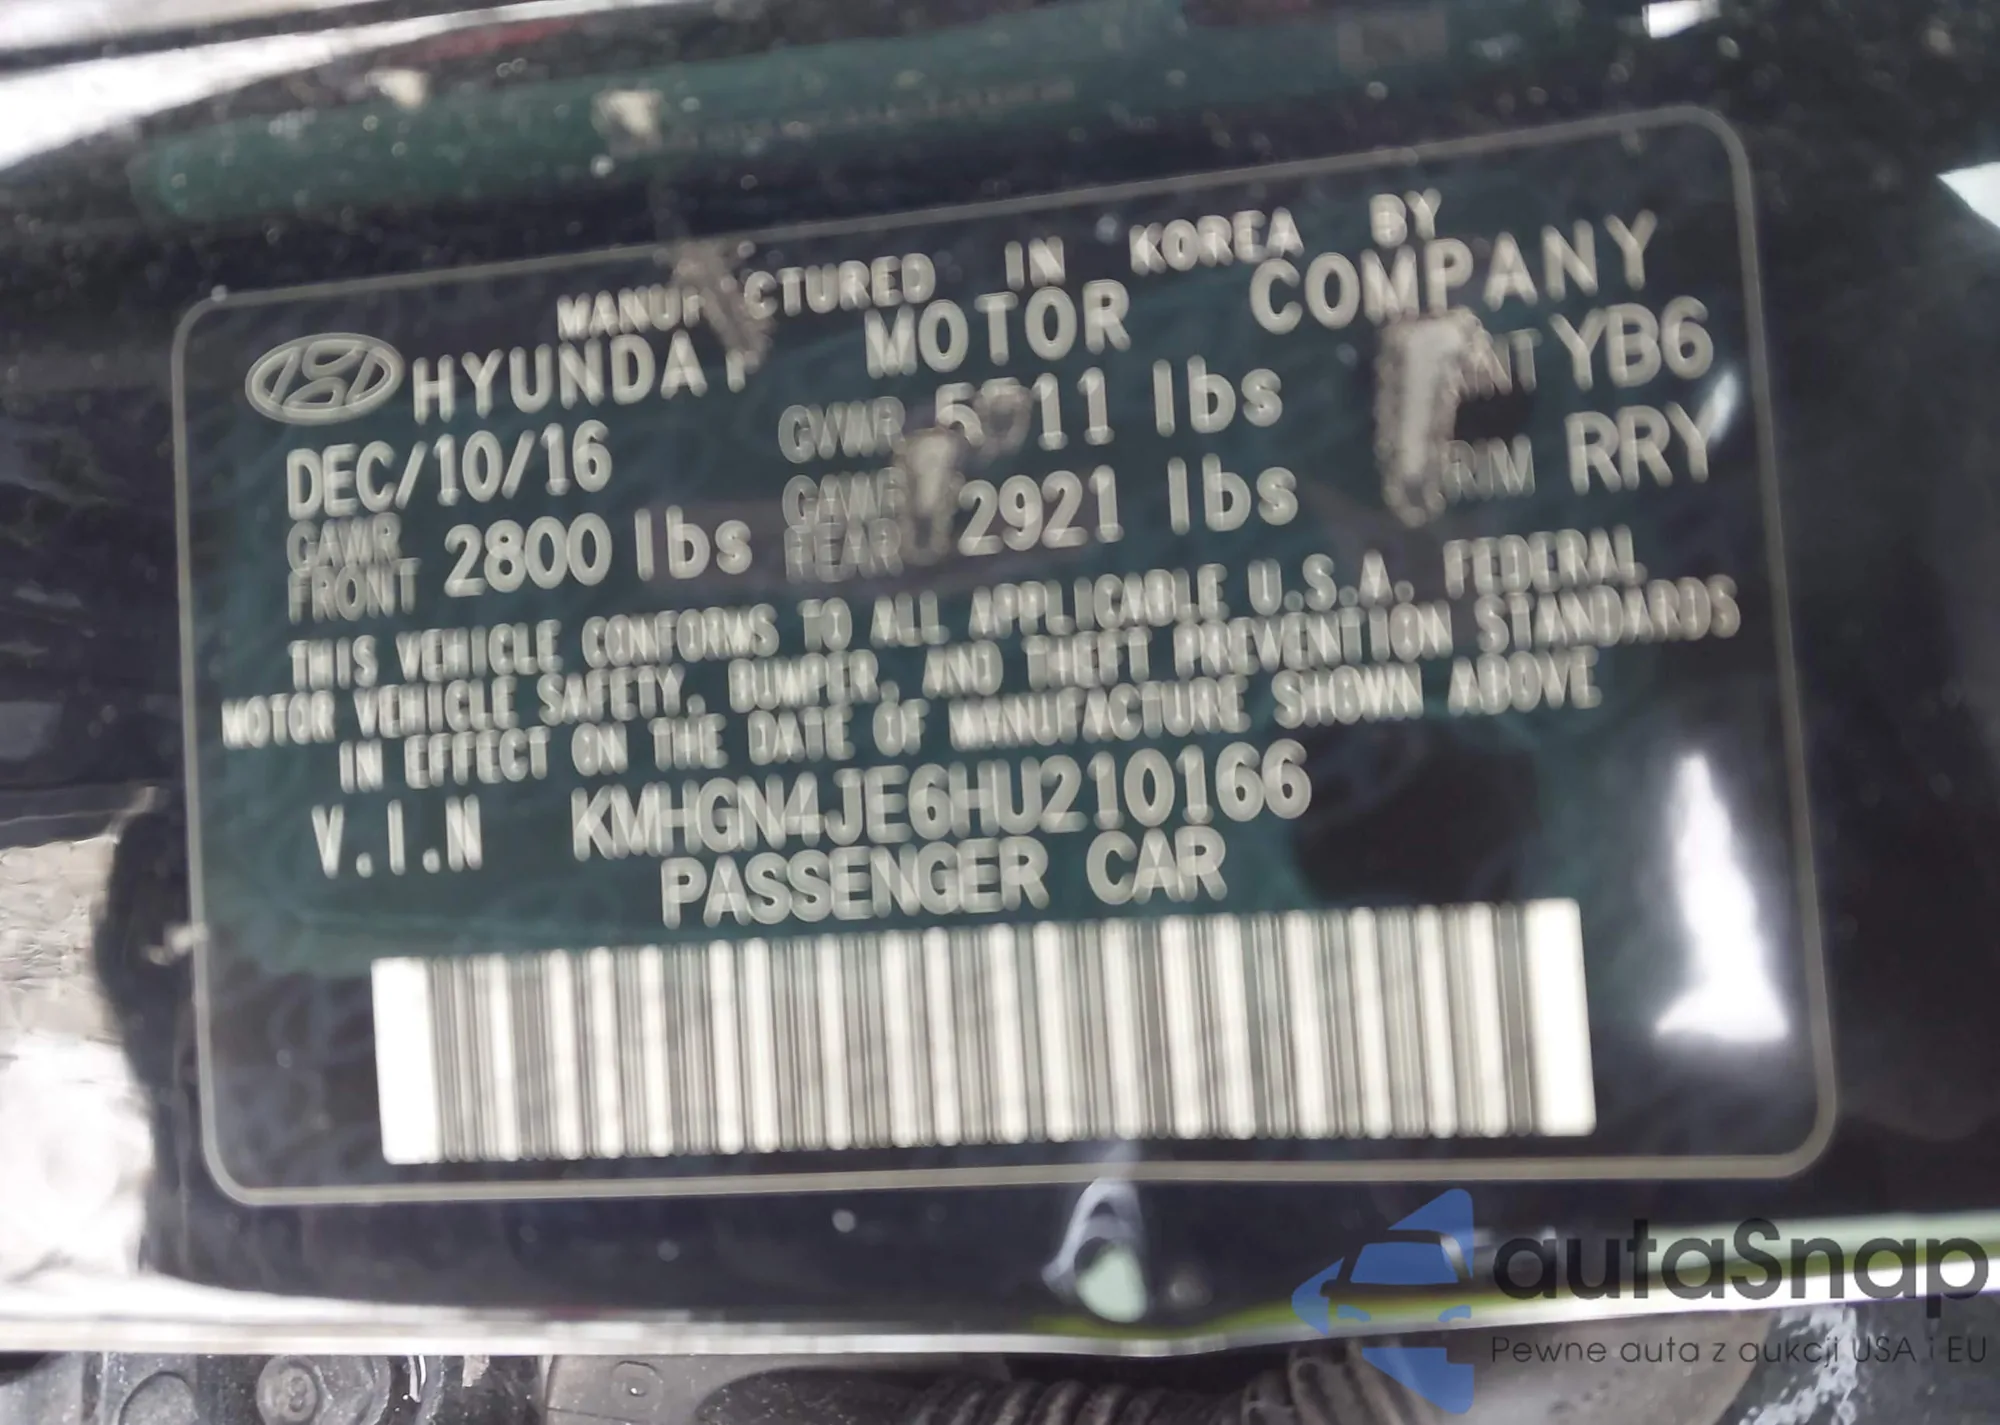 MANUFACTURED IN KOREA BY
HYUNDAI MOTOR COMPANY
DEC/10/16 GVWR 11 lbs YB6
GAWR FRONT 2800 lbs GAWR REAR 2921 lbs RRY
THIS VEHICLE CONFORMS TO ALL APPLICABLE U.S.A. FEDERAL
MOTOR VEHICLE SAFETY, BUMPER, AND THEFT PREVENTION STANDARDS
IN EFFECT ON THE DATE OF MANUFACTURE SHOWN ABOVE
V.I.N KMHGN4JE6HU210166
PASSENGER CAR
autaSnap
Pewne auta z aukcji USA i EU